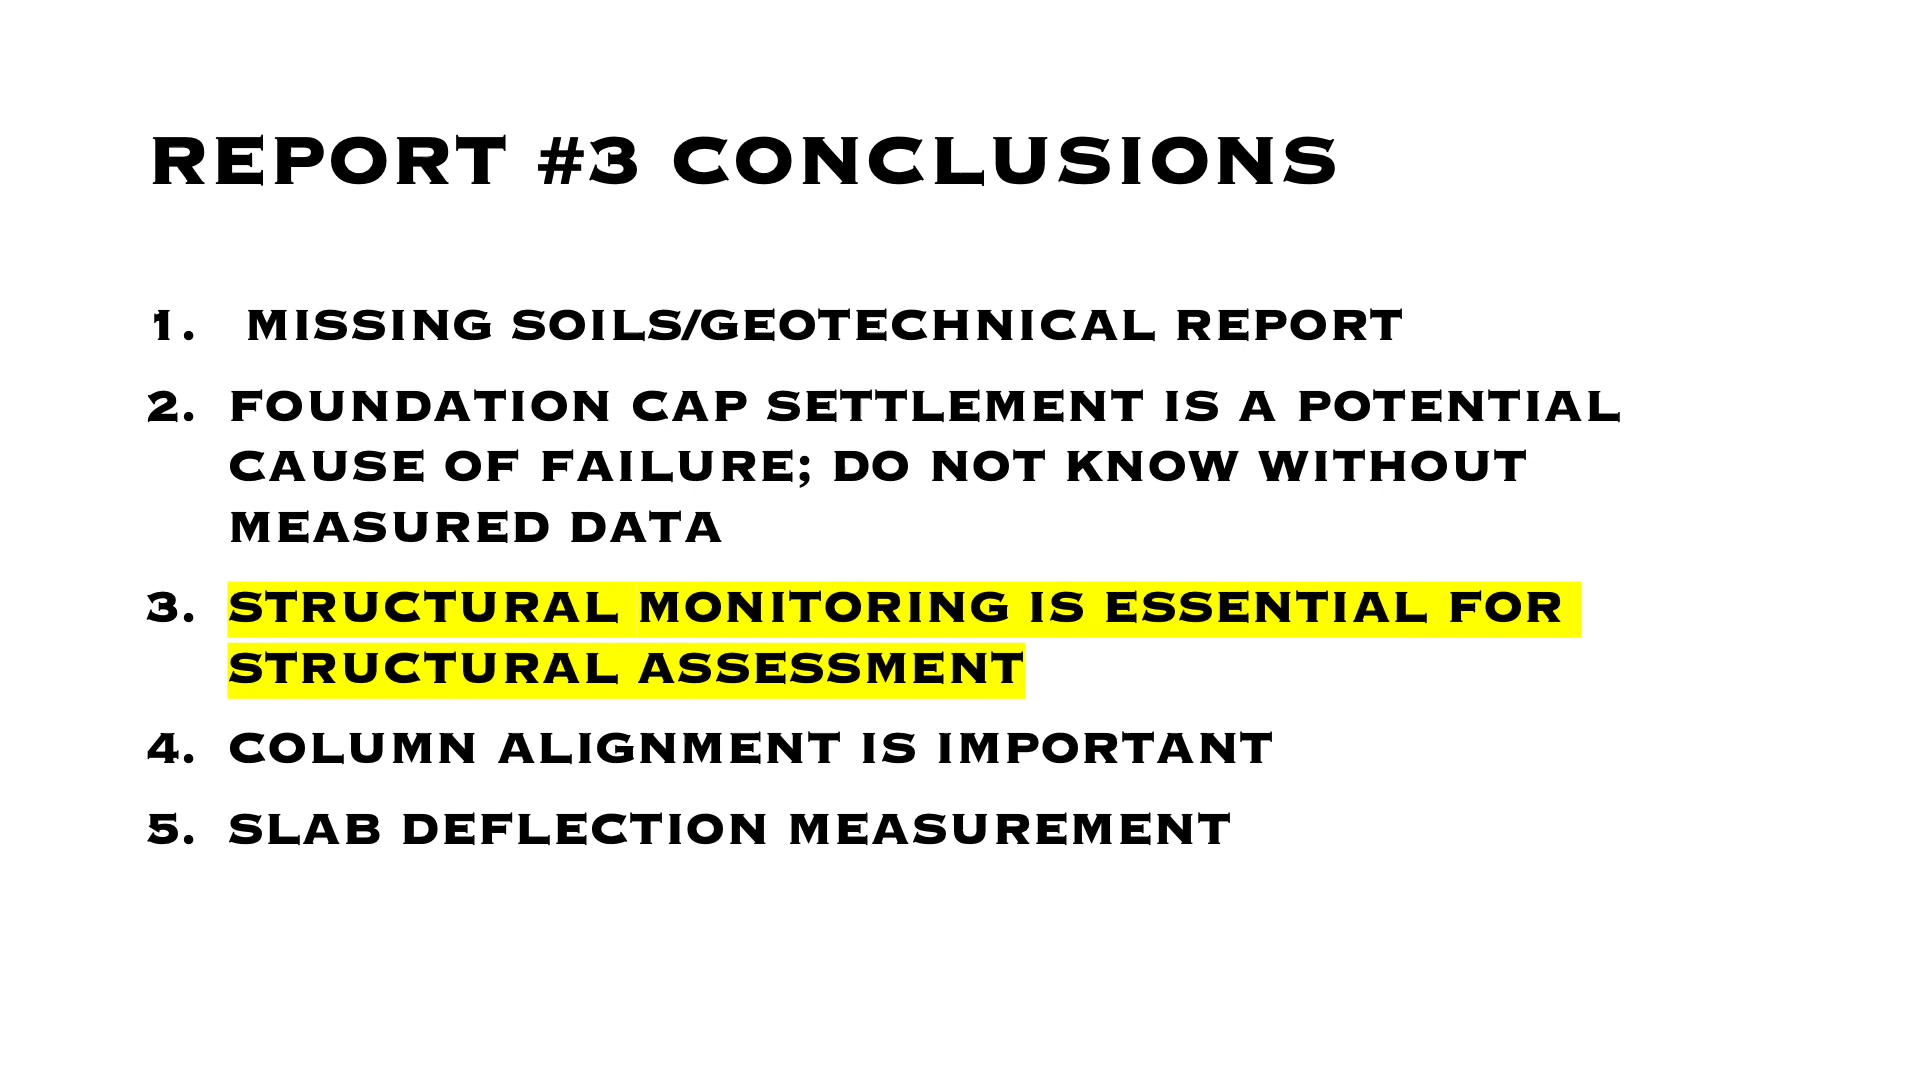 REPORT #3 CONCLUSIONS
1. MISSING SOILS/GEOTECHNICAL REPORT
2. FOUNDATION CAP SETTLEMENT IS A POTENTIAL
CAUSE OF FAILURE; DO NOT KNOW WITHOUT
MEASURED DATA
3. STRUCTURAL MONITORING IS ESSENTIAL FOR
STRUCTURAL ASSESSMENT
4. COLUMN ALIGNMENT IS IMPORTANT
5. SLAB DEFLECTION MEASUREMENT